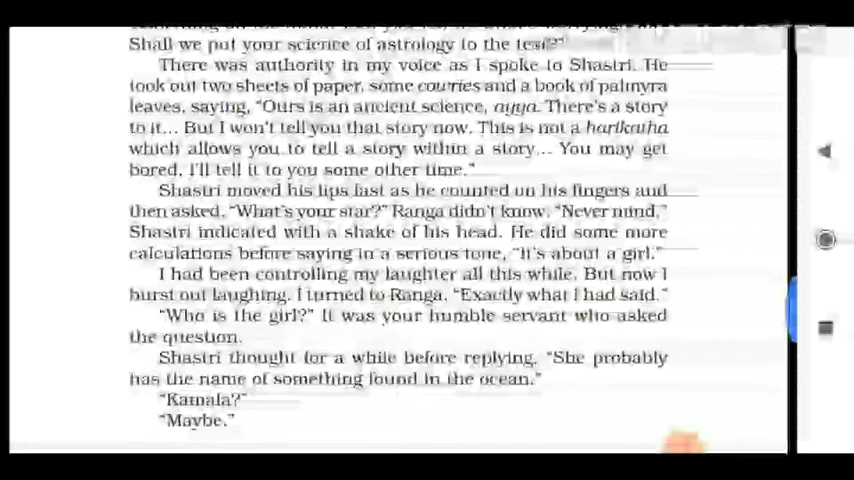 Shall we put your science of astrology to the test?"
There was authority in my voice as I spoke to Shastri. He
took out two sheets of paper, some cowries and a book of palmyra
leaves, saying, "Ours is an ancient science, ayya. There's a story
to it... But I won't tell you that story now. This is not a harikatha
which allows you to tell a story within a story... You may get
bored. I'll tell it to you some other time."
Shastri moved his lips fast as he counted on his fingers and
then asked, "What's your star?" Ranga didn't know. "Never mind,"
Shastri indicated with a shake of his head. He did some more
calculations before saying in a serious tone, "It's about a girl."
I had been controlling my laughter all this while. But now I
burst out laughing. I turned to Ranga. "Exactly what I had said."
"Who is the girl?" It was your humble servant who asked
the question.
Shastri thought for a while before replying, "She probably
has the name of something found in the ocean."
"Kamala?"
"Maybe."